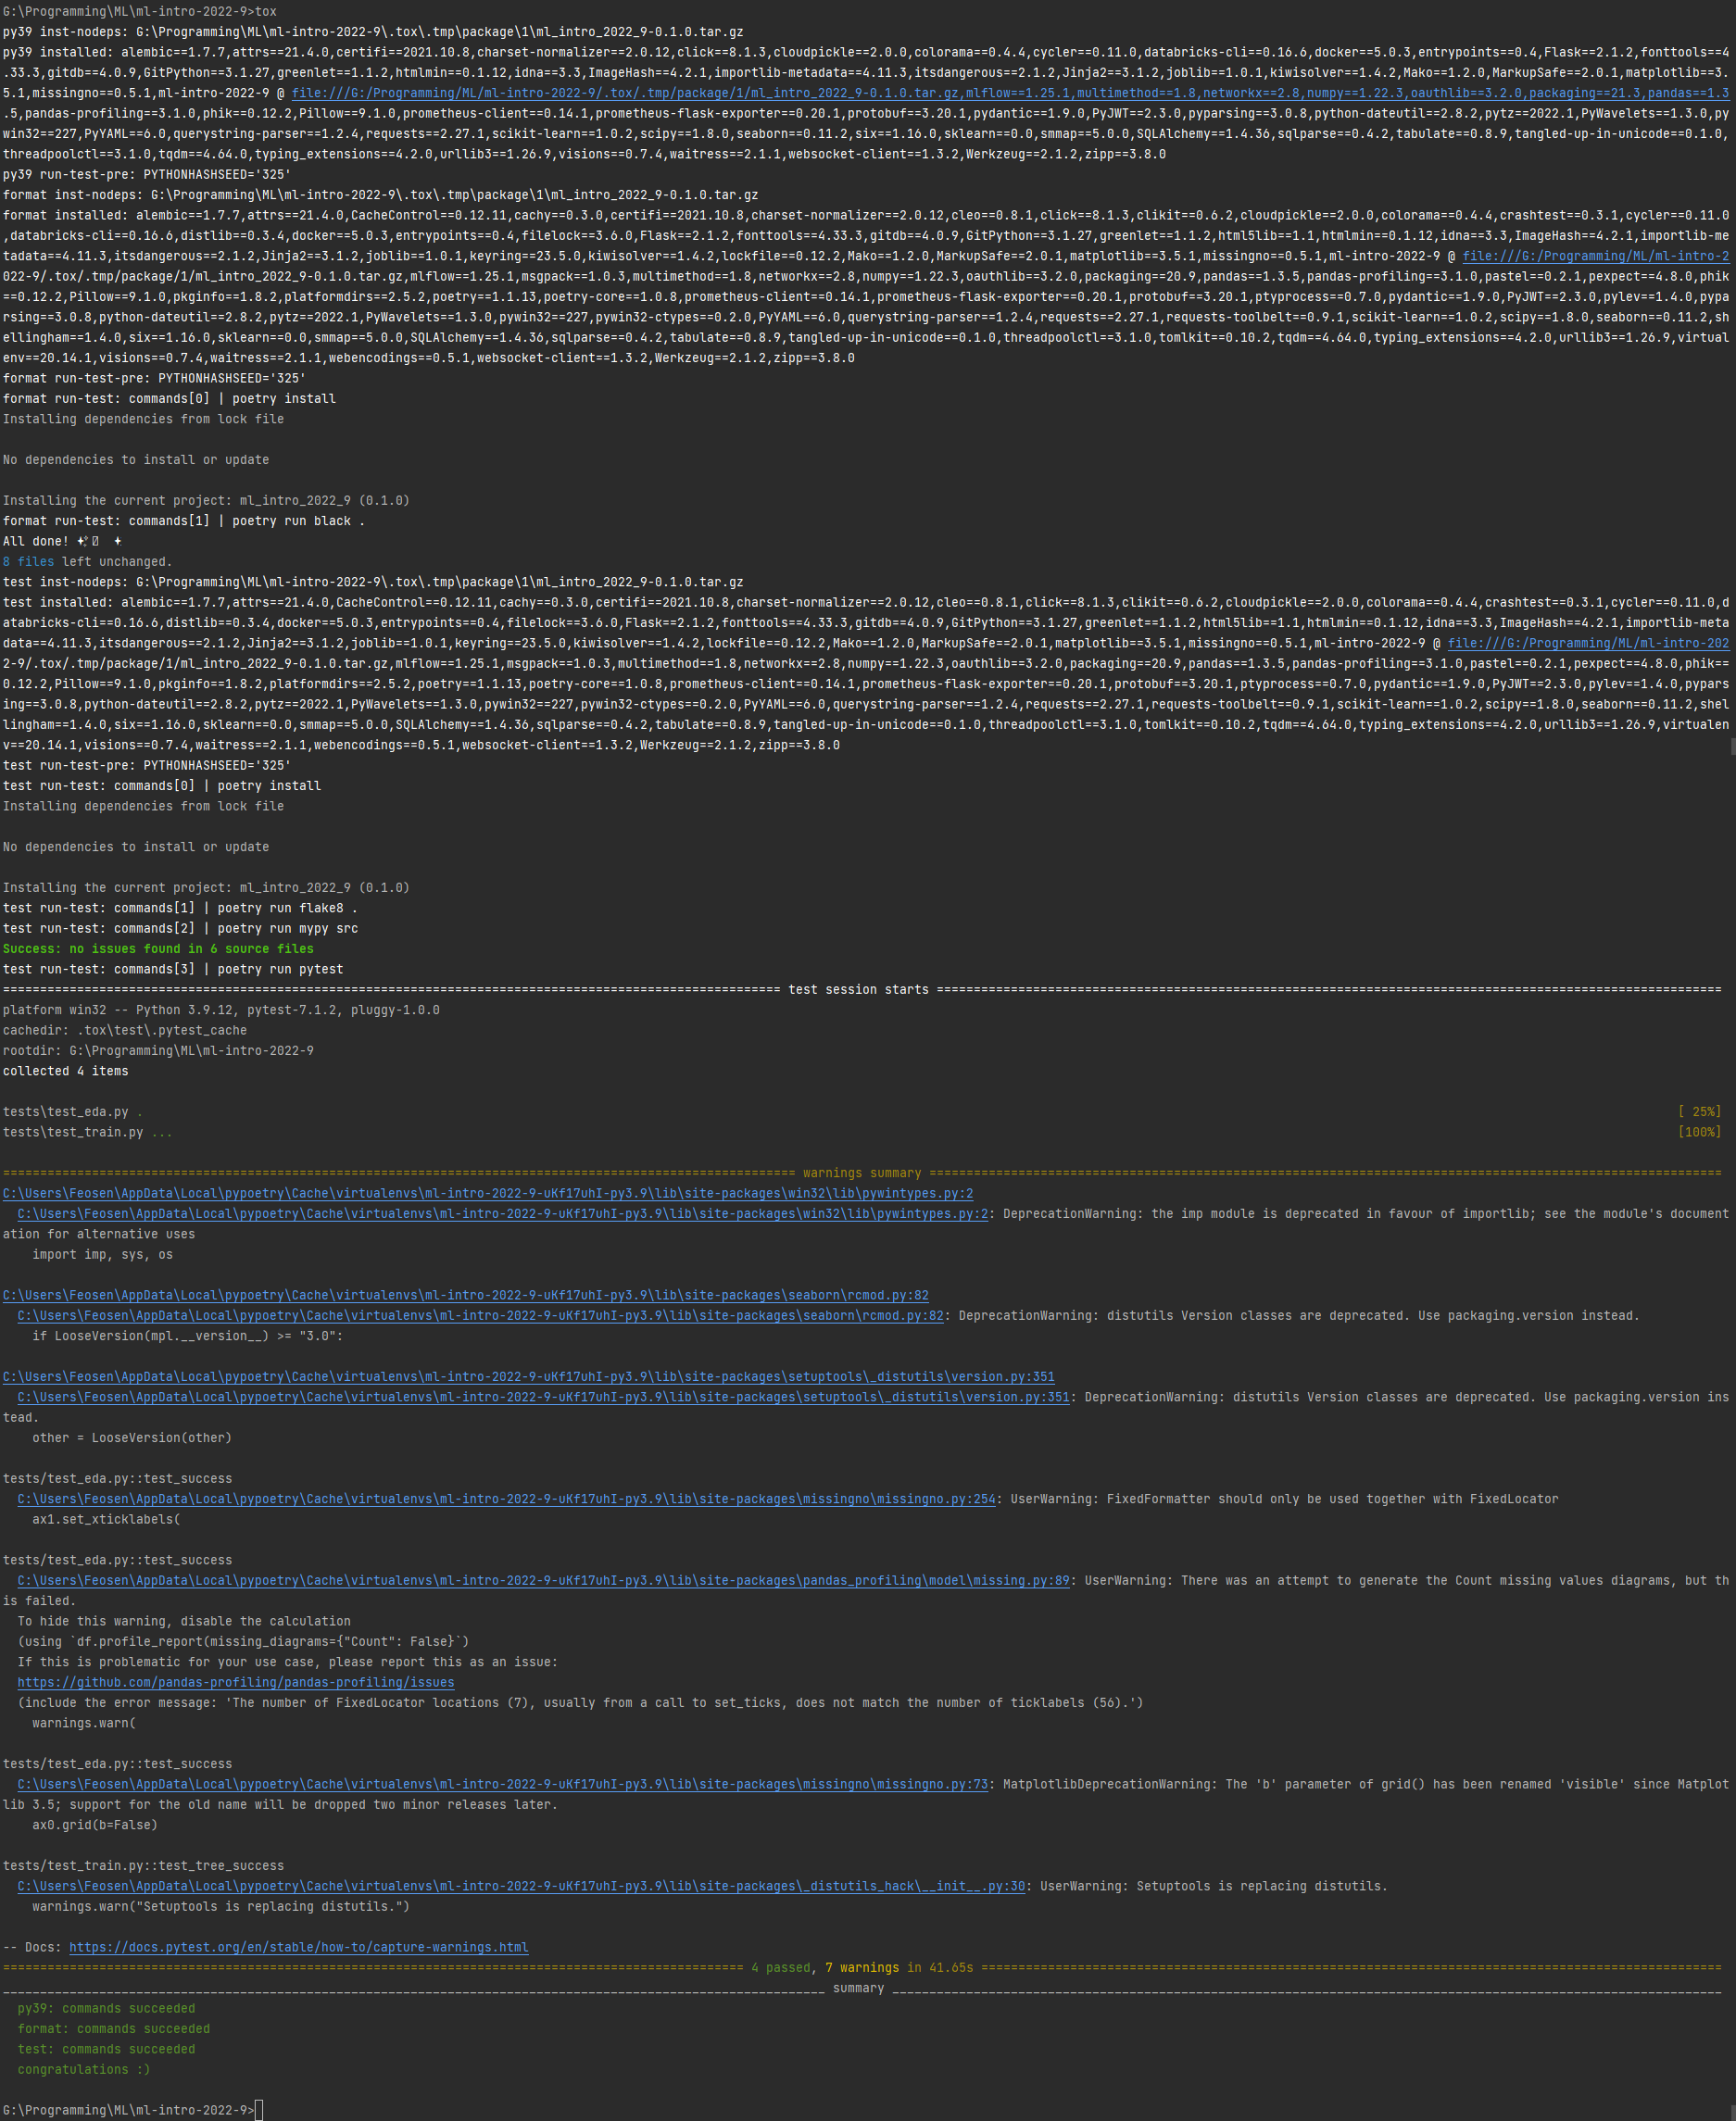 G:\Programming\ML\ml-intro-2022-9>tox
py39 inst-nodeps: G:\Programming\ML\ml-intro-2022-9\.tox\.tmp\package\1\ml_intro_2022_9-0.1.0.tar.gz
py39 installed: alembic==1.7.7,attrs==21.4.0,certifi==2021.10.8,charset-normalizer==2.0.12,click==8.1.3,cloudpickle==2.0.0,colorama==0.4.4,cycler==0.11.0,databricks-cli==0.16.6,docker==5.0.3,entrypoints==0.4,Flask==2.1.2,fonttools==4
.33.3,gitdb==4.0.9,GitPython==3.1.27,greenlet==1.1.2,htmlmin==0.1.12,idna==3.3,ImageHash==4.2.1,importlib-metadata==4.11.3,itsdangerous==2.1.2,Jinja2==3.1.2,joblib==1.0.1,kiwisolver==1.4.2,Mako==1.2.0,MarkupSafe==2.0.1,matplotlib==3.
5.1,missingno==0.5.1,ml-intro-2022-9 @ file:///G:/Programming/ML/ml-intro-2022-9/.tox/.tmp/package/1/ml_intro_2022_9-0.1.0.tar.gz,mlflow==1.25.1,multimethod==1.8,networkx==2.8,numpy==1.22.3,oauthlib==3.2.0,packaging==21.3,pandas==1.3
.5,pandas-profiling==3.1.0,phik==0.12.2,Pillow==9.1.0,prometheus-client==0.14.1,prometheus-flask-exporter==0.20.1,protobuf==3.20.1,pydantic==1.9.0,PyJWT==2.3.0,pyparsing==3.0.8,python-dateutil==2.8.2,pytz==2022.1,PyWavelets==1.3.0,py
win32==227,PyYAML==6.0,querystring-parser==1.2.4,requests==2.27.1,scikit-learn==1.0.2,scipy==1.8.0,seaborn==0.11.2,six==1.16.0,sklearn==0.0,smmap==5.0.0,SQLAlchemy==1.4.36,sqlparse==0.4.2,tabulate==0.8.9,tangled-up-in-unicode==0.1.0,
threadpoolctl==3.1.0,tqdm==4.64.0,typing_extensions==4.2.0,urllib3==1.26.9,visions==0.7.4,waitress==2.1.1,websocket-client==1.3.2,Werkzeug==2.1.2,zipp==3.8.0
py39 run-test-pre: PYTHONHASHSEED='325'
format inst-nodeps: G:\Programming\ML\ml-intro-2022-9\.tox\.tmp\package\1\ml_intro_2022_9-0.1.0.tar.gz
format installed: alembic==1.7.7,attrs==21.4.0,CacheControl==0.12.11,cachy==0.3.0,certifi==2021.10.8,charset-normalizer==2.0.12,cleo==0.8.1,click==8.1.3,clikit==0.6.2,cloudpickle==2.0.0,colorama==0.4.4,crashtest==0.3.1,cycler==0.11.0
,databricks-cli==0.16.6,distlib==0.3.4,docker==5.0.3,entrypoints==0.4,filelock==3.6.0,Flask==2.1.2,fonttools==4.33.3,gitdb==4.0.9,GitPython==3.1.27,greenlet==1.1.2,html5lib==1.1,htmlmin==0.1.12,idna==3.3,ImageHash==4.2.1,importlib-me
tadata==4.11.3,itsdangerous==2.1.2,Jinja2==3.1.2,joblib==1.0.1,keyring==23.5.0,kiwisolver==1.4.2,lockfile==0.12.2,Mako==1.2.0,MarkupSafe==2.0.1,matplotlib==3.5.1,missingno==0.5.1,ml-intro-2022-9 @ file:///G:/Programming/ML/ml-intro-2
022-9/.tox/.tmp/package/1/ml_intro_2022_9-0.1.0.tar.gz,mlflow==1.25.1,msgpack==1.0.3,multimethod==1.8,networkx==2.8,numpy==1.22.3,oauthlib==3.2.0,packaging==20.9,pandas==1.3.5,pandas-profiling==3.1.0,pastel==0.2.1,pexpect==4.8.0,phik
==0.12.2,Pillow==9.1.0,pkginfo==1.8.2,platformdirs==2.5.2,poetry==1.1.13,poetry-core==1.0.8,prometheus-client==0.14.1,prometheus-flask-exporter==0.20.1,protobuf==3.20.1,ptyprocess==0.7.0,pydantic==1.9.0,PyJWT==2.3.0,pylev==1.4.0,pypa
rsing==3.0.8,python-dateutil==2.8.2,pytz==2022.1,PyWavelets==1.3.0,pywin32==227,pywin32-ctypes==0.2.0,PyYAML==6.0,querystring-parser==1.2.4,requests==2.27.1,requests-toolbelt==0.9.1,scikit-learn==1.0.2,scipy==1.8.0,seaborn==0.11.2,sh
ellingham==1.4.0,six==1.16.0,sklearn==0.0,smmap==5.0.0,SQLAlchemy==1.4.36,sqlparse==0.4.2,tabulate==0.8.9,tangled-up-in-unicode==0.1.0,threadpoolctl==3.1.0,tomlkit==0.10.2,tqdm==4.64.0,typing_extensions==4.2.0,urllib3==1.26.9,virtual
env==20.14.1,visions==0.7.4,waitress==2.1.1,webencodings==0.5.1,websocket-client==1.3.2,Werkzeug==2.1.2,zipp==3.8.0
format run-test-pre: PYTHONHASHSEED='325'
format run-test: commands[0] | poetry install
Installing dependencies from lock file
No dependencies to install or update
Installing the current project: ml_intro_2022_9 (0.1.0)
format run-test: commands[1] | poetry run black .
All done!
8 files left unchanged.
test inst-nodeps: G:\Programming\ML\ml-intro-2022-9\.tox\.tmp\package\1\ml_intro_2022_9-0.1.0.tar.gz
test installed: alembic==1.7.7,attrs==21.4.0,CacheControl==0.12.11,cachy==0.3.0,certifi==2021.10.8,charset-normalizer==2.0.12,cleo==0.8.1,click==8.1.3,clikit==0.6.2,cloudpickle==2.0.0,colorama==0.4.4,crashtest==0.3.1,cycler==0.11.0,d
atabricks-cli==0.16.6,distlib==0.3.4,docker==5.0.3,entrypoints==0.4,filelock==3.6.0,Flask==2.1.2,fonttools==4.33.3,gitdb==4.0.9,GitPython==3.1.27,greenlet==1.1.2,html5lib==1.1,htmlmin==0.1.12,idna==3.3,ImageHash==4.2.1,importlib-meta
data==4.11.3,itsdangerous==2.1.2,Jinja2==3.1.2,joblib==1.0.1,keyring==23.5.0,kiwisolver==1.4.2,lockfile==0.12.2,Mako==1.2.0,MarkupSafe==2.0.1,matplotlib==3.5.1,missingno==0.5.1,ml-intro-2022-9 @ file:///G:/Programming/ML/ml-intro-202
2-9/.tox/.tmp/package/1/ml_intro_2022_9-0.1.0.tar.gz,mlflow==1.25.1,msgpack==1.0.3,multimethod==1.8,networkx==2.8,numpy==1.22.3,oauthlib==3.2.0,packaging==20.9,pandas==1.3.5,pandas-profiling==3.1.0,pastel==0.2.1,pexpect==4.8.0,phik==
0.12.2,Pillow==9.1.0,pkginfo==1.8.2,platformdirs==2.5.2,poetry==1.1.13,poetry-core==1.0.8,prometheus-client==0.14.1,prometheus-flask-exporter==0.20.1,protobuf==3.20.1,ptyprocess==0.7.0,pydantic==1.9.0,PyJWT==2.3.0,pylev==1.4.0,pypars
ing==3.0.8,python-dateutil==2.8.2,pytz==2022.1,PyWavelets==1.3.0,pywin32==227,pywin32-ctypes==0.2.0,PyYAML==6.0,querystring-parser==1.2.4,requests==2.27.1,requests-toolbelt==0.9.1,scikit-learn==1.0.2,scipy==1.8.0,seaborn==0.11.2,shel
lingham==1.4.0,six==1.16.0,sklearn==0.0,smmap==5.0.0,SQLAlchemy==1.4.36,sqlparse==0.4.2,tabulate==0.8.9,tangled-up-in-unicode==0.1.0,threadpoolctl==3.1.0,tomlkit==0.10.2,tqdm==4.64.0,typing_extensions==4.2.0,urllib3==1.26.9,virtualen
v==20.14.1,visions==0.7.4,waitress==2.1.1,webencodings==0.5.1,websocket-client==1.3.2,Werkzeug==2.1.2,zipp==3.8.0
test run-test-pre: PYTHONHASHSEED='325'
test run-test: commands[0] | poetry install
Installing dependencies from lock file
No dependencies to install or update
Installing the current project: ml_intro_2022_9 (0.1.0)
test run-test: commands[1] | poetry run flake8 .
test run-test: commands[2] | poetry run mypy src
Success: no issues found in 6 source files
test run-test: commands[3] | poetry run pytest
=== test session starts ===
platform win32 -- Python 3.9.12, pytest-7.1.2, pluggy-1.0.0
cachedir: .tox\test\.pytest_cache
rootdir: G:\Programming\ML\ml-intro-2022-9
collected 4 items
tests\test_eda.py . [ 25%]
tests\test_train.py ... [100%]
=== warnings summary ===
C:\Users\Feosen\AppData\Local\pypoetry\Cache\virtualenvs\ml-intro-2022-9-uKf17uhI-py3.9\lib\site-packages\win32\lib\pywintypes.py:2
C:\Users\Feosen\AppData\Local\pypoetry\Cache\virtualenvs\ml-intro-2022-9-uKf17uhI-py3.9\lib\site-packages\win32\lib\pywintypes.py:2: DeprecationWarning: the imp module is deprecated in favour of importlib; see the module's document
ation for alternative uses
import imp, sys, os
C:\Users\Feosen\AppData\Local\pypoetry\Cache\virtualenvs\ml-intro-2022-9-uKf17uhI-py3.9\lib\site-packages\seaborn\rcmod.py:82
C:\Users\Feosen\AppData\Local\pypoetry\Cache\virtualenvs\ml-intro-2022-9-uKf17uhI-py3.9\lib\site-packages\seaborn\rcmod.py:82: DeprecationWarning: distutils Version classes are deprecated. Use packaging.version instead.
if LooseVersion(mpl.__version__) >= "3.0":
C:\Users\Feosen\AppData\Local\pypoetry\Cache\virtualenvs\ml-intro-2022-9-uKf17uhI-py3.9\lib\site-packages\setuptools\_distutils\version.py:351
C:\Users\Feosen\AppData\Local\pypoetry\Cache\virtualenvs\ml-intro-2022-9-uKf17uhI-py3.9\lib\site-packages\setuptools\_distutils\version.py:351: DeprecationWarning: distutils Version classes are deprecated. Use packaging.version ins
tead.
other = LooseVersion(other)
tests/test_eda.py::test_success
C:\Users\Feosen\AppData\Local\pypoetry\Cache\virtualenvs\ml-intro-2022-9-uKf17uhI-py3.9\lib\site-packages\missingno\missingno.py:254: UserWarning: FixedFormatter should only be used together with FixedLocator
ax1.set_xticklabels(
tests/test_eda.py::test_success
C:\Users\Feosen\AppData\Local\pypoetry\Cache\virtualenvs\ml-intro-2022-9-uKf17uhI-py3.9\lib\site-packages\pandas_profiling\model\missing.py:89: UserWarning: There was an attempt to generate the Count missing values diagrams, but th
is failed.
To hide this warning, disable the calculation
(using `df.profile_report(missing_diagrams={"Count": False}`)
If this is problematic for your use case, please report this as an issue:
https://github.com/pandas-profiling/pandas-profiling/issues
(include the error message: 'The number of FixedLocator locations (7), usually from a call to set_ticks, does not match the number of ticklabels (56).')
warnings.warn(
tests/test_eda.py::test_success
C:\Users\Feosen\AppData\Local\pypoetry\Cache\virtualenvs\ml-intro-2022-9-uKf17uhI-py3.9\lib\site-packages\missingno\missingno.py:73: MatplotlibDeprecationWarning: The 'b' parameter of grid() has been renamed 'visible' since Matplot
lib 3.5; support for the old name will be dropped two minor releases later.
ax0.grid(b=False)
tests/test_train.py::test_tree_success
C:\Users\Feosen\AppData\Local\pypoetry\Cache\virtualenvs\ml-intro-2022-9-uKf17uhI-py3.9\lib\site-packages\_distutils_hack\__init__.py:30: UserWarning: Setuptools is replacing distutils.
warnings.warn("Setuptools is replacing distutils.")
-- Docs: https://docs.pytest.org/en/stable/how-to/capture-warnings.html
=== 4 passed, 7 warnings in 41.65s ===
___ summary ___
py39: commands succeeded
format: commands succeeded
test: commands succeeded
congratulations :)
G:\Programming\ML\ml-intro-2022-9>